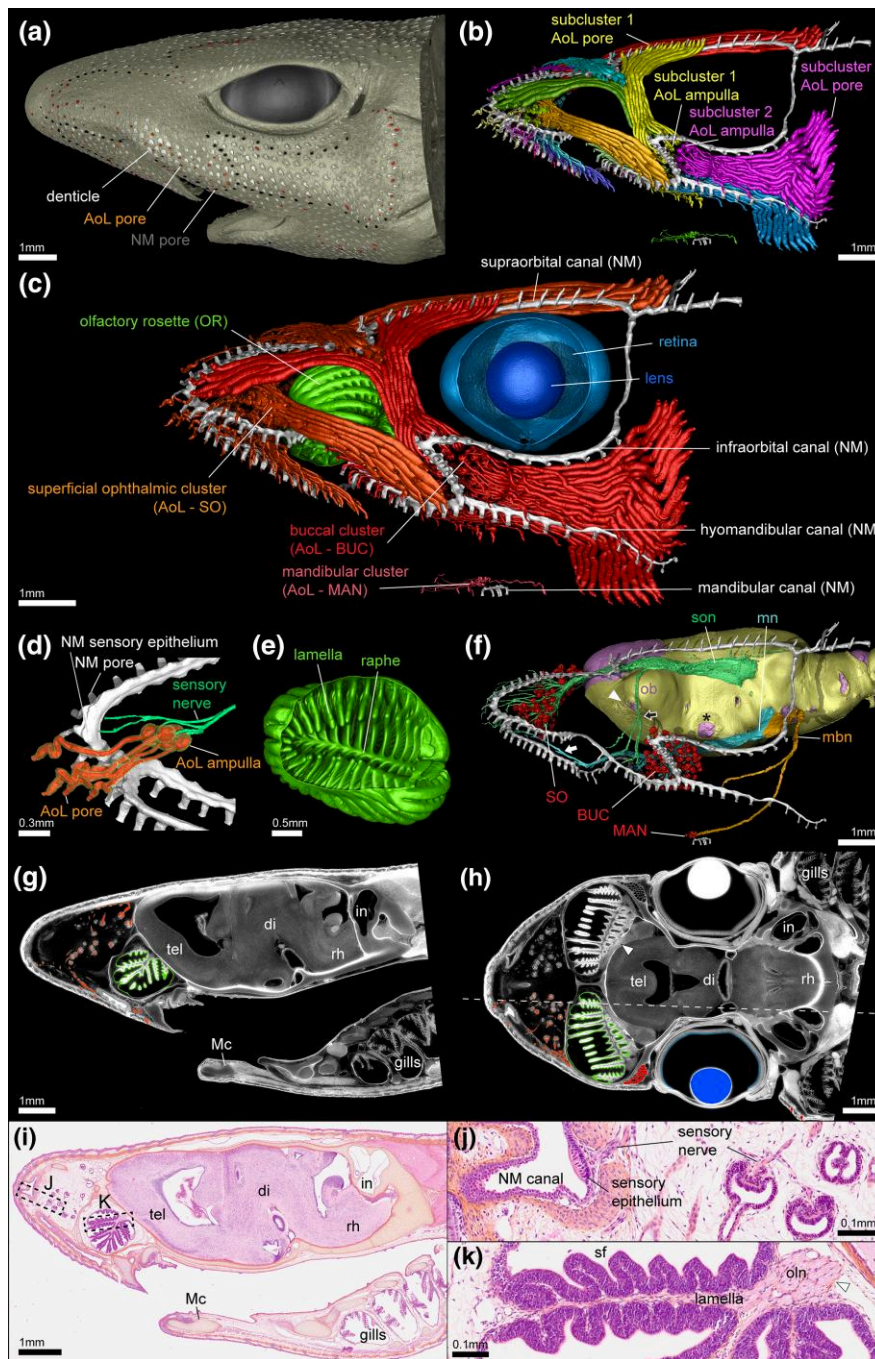 (a)
denticle
AoL pore
NM pore
1mm
(b)
subcluster 1
AoL pore
subcluster
AoL pore
subcluster 1
AoL ampulla
subcluster 2
AoL ampulla
1mm
(c)
supraorbital canal (NM)
olfactory rosette (OR)
retina
lens
infraorbital canal (NM)
superficial ophthalmic cluster
(AoL - SO)
buccal cluster
(AoL - BUC)
hyomandibular canal (NM
mandibular cluster
(AoL - MAN)
mandibular canal (NM)
1mm
(d)
NM sensory epithelium
NM pore
sensory
nerve
AoL ampulla
AoL pore
0.3mm
(e)
lamella
raphe
0.5mm
(f)
son
mn
ob
*
mbn
SO
BUC
MAN
1mm
(g)
tel
di
in
rh
Mc
gills
1mm
(h)
gills
in
tel
di
rh
1mm
(i)
J
K
tel
di
in
rh
Mc
gills
1mm
(j)
sensory
nerve
NM canal
sensory
epithelium
0.1mm
(k)
sf
oln
lamella
0.1mm